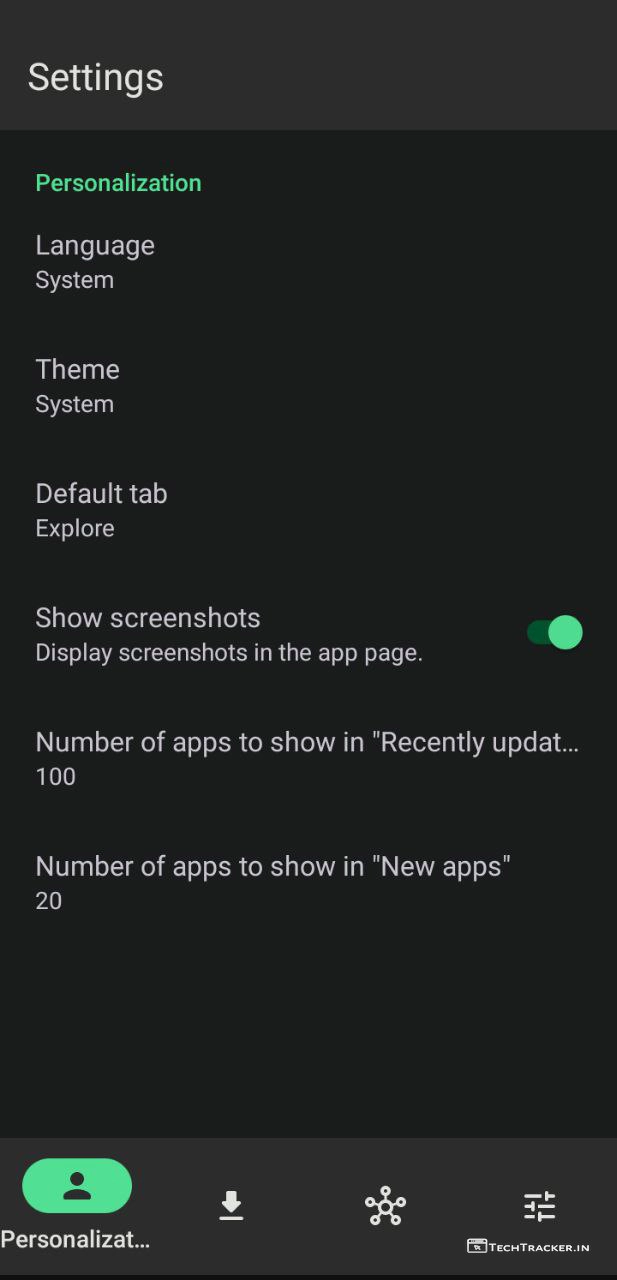 Settings
Personalization
Language
System
Theme
System
Default tab
Explore
Show screenshots
Display screenshots in the app page.
Number of apps to show in "Recently updat...
100
Number of apps to show in "New apps"
20
Personalizat...
TECHTRACKER.IN